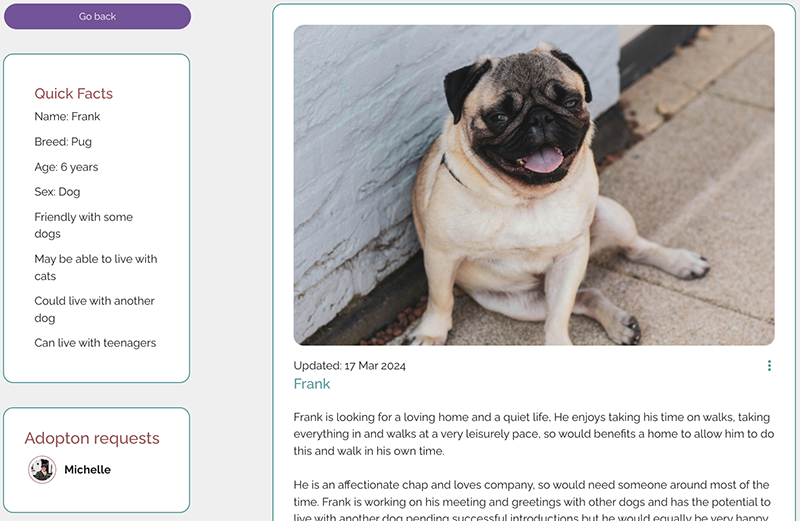 Go back
Quick Facts
Name: Frank
Breed: Pug
Age: 6 years
Sex: Dog
Friendly with some
dogs
May be able to live with
cats
Could live with another
dog
Can live with teenagers
Adopton requests
Michelle
Updated: 17 Mar 2024
Frank
Frank is looking for a loving home and a quiet life, He enjoys taking his time on walks, taking
everything in and walks at a very leisurely pace, so would benefits a home to allow him to do
this and walk in his own time.
He is an affectionate chap and loves company, so would need someone around most of the
time. Frank is working on his meeting and greetings with other dogs and has the potential to
live with another dog pending successful introductions but he would equally be very happy